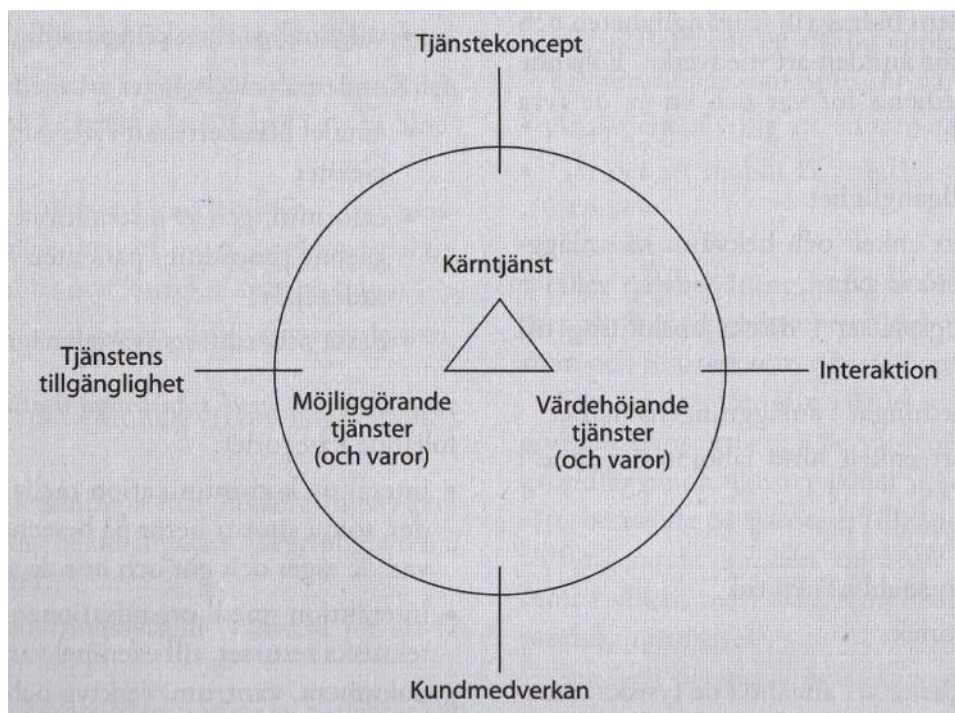 Tjänstekoncept
Kärntjänst
Tjänstens
tillgänglighet
Interaktion
Möjliggörande
tjänster
(och varor)
Värdehöjande
tjänster
(och varor)
Kundmedverkan